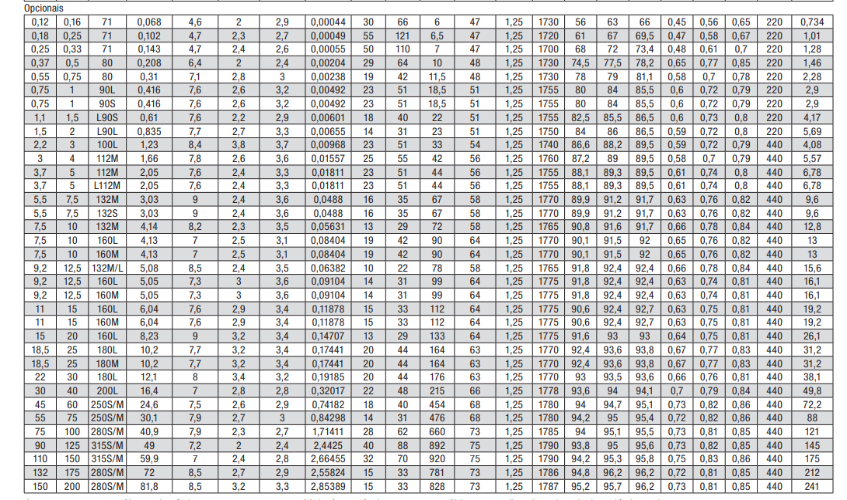 Opcionais
0,12 0,16 71 0,068 4,6 2 2,9 0,00044 30 66 6 47 1,25 1730 56 63 66 0,45 0,56 0,65 220 0,734
0,18 0,25 71 0,102 4,7 2,3 2,7 0,00049 55 121 6,5 47 1,25 1720 61 67 69,5 0,47 0,58 0,67 220 1,01
0,25 0,33 71 0,143 4,7 2,4 2,6 0,00055 50 110 7 47 1,25 1700 68 72 73,4 0,48 0,61 0,7 220 1,28
0,37 0,5 80 0,208 6,4 2 2,4 0,00204 29 64 10 48 1,25 1730 74,5 77,5 78,2 0,65 0,77 0,85 220 1,46
0,55 0,75 80 0,31 7,1 2,8 3 0,00238 19 42 11,5 48 1,25 1730 78 79 81,1 0,58 0,7 0,78 220 2,28
0,75 1 90L 0,416 7,6 2,6 3,2 0,00492 23 51 18,5 51 1,25 1755 80 84 85,5 0,6 0,72 0,79 220 2,9
0,75 1 90S 0,416 7,6 2,6 3,2 0,00492 23 51 18,5 51 1,25 1755 80 84 85,5 0,6 0,72 0,79 220 2,9
1,1 1,5 L90S 0,61 7,6 2,2 2,9 0,00601 18 40 22 51 1,25 1755 82,5 85,5 86,5 0,6 0,73 0,8 220 4,17
1,5 2 L90L 0,835 7,7 2,7 3,3 0,00655 14 31 23 51 1,25 1750 84 86 86,5 0,59 0,72 0,8 220 5,69
2,2 3 100L 1,23 8,4 3,8 3,7 0,00968 23 51 33 54 1,25 1740 86,6 88,2 89,5 0,59 0,72 0,79 440 4,08
3 4 112M 1,66 7,8 2,6 3,6 0,01557 25 55 42 56 1,25 1760 87,2 89 89,5 0,58 0,7 0,79 440 5,57
3,7 5 112M 2,05 7,6 2,4 3,3 0,01811 23 51 44 56 1,25 1755 88,1 89,3 89,5 0,61 0,74 0,8 440 6,78
3,7 5 L112M 2,05 7,6 2,4 3,3 0,01811 23 51 44 56 1,25 1755 88,1 89,3 89,5 0,61 0,74 0,8 440 6,78
5,5 7,5 132M 3,03 9 2,4 3,6 0,0488 16 35 67 58 1,25 1770 89,9 91,2 91,7 0,63 0,76 0,82 440 9,6
5,5 7,5 132S 3,03 9 2,4 3,6 0,0488 16 35 67 58 1,25 1770 89,9 91,2 91,7 0,63 0,76 0,82 440 9,6
7,5 10 132M 4,14 8,2 2,3 3,5 0,05631 13 29 72 58 1,25 1765 90,8 91,6 91,7 0,66 0,78 0,84 440 12,8
7,5 10 160L 4,13 7 2,5 3,1 0,08404 19 42 90 64 1,25 1770 90,1 91,5 92 0,65 0,76 0,82 440 13
7,5 10 160M 4,13 7 2,5 3,1 0,08404 19 42 90 64 1,25 1770 90,1 91,5 92 0,65 0,76 0,82 440 13
9,2 12,5 132M/L 5,08 8,5 2,4 3,5 0,06382 10 22 78 58 1,25 1765 91,8 92,4 92,4 0,66 0,78 0,84 440 15,6
9,2 12,5 160L 5,05 7,3 3 3,6 0,09104 14 31 99 64 1,25 1775 91,8 92,4 92,4 0,63 0,74 0,81 440 16,1
9,2 12,5 160M 5,05 7,3 3 3,6 0,09104 14 31 99 64 1,25 1775 91,8 92,4 92,4 0,63 0,74 0,81 440 16,1
11 15 160L 6,04 7,6 2,9 3,4 0,11878 15 33 112 64 1,25 1775 90,6 92,4 92,7 0,63 0,75 0,81 440 19,2
11 15 160M 6,04 7,6 2,9 3,4 0,11878 15 33 112 64 1,25 1775 90,6 92,4 92,7 0,63 0,75 0,81 440 19,2
15 20 160L 8,23 9 3,2 3,4 0,14707 13 29 133 64 1,25 1775 91,6 93 93 0,64 0,75 0,81 440 26,1
18,5 25 180L 10,2 7,7 3,2 3,4 0,17441 20 44 164 63 1,25 1770 92,4 93,6 93,8 0,67 0,77 0,83 440 31,2
18,5 25 180M 10,2 7,7 3,2 3,4 0,17441 20 44 164 63 1,25 1770 92,4 93,6 93,8 0,67 0,77 0,83 440 31,2
22 30 180L 12,1 8 3,4 3,2 0,19185 20 44 176 63 1,25 1770 93 93,5 93,6 0,66 0,76 0,81 440 38,1
30 40 200L 16,4 7 2,8 2,8 0,32017 22 48 215 66 1,25 1778 93,6 94 94,1 0,7 0,79 0,84 440 49,8
45 60 250S/M 24,6 7,5 2,6 2,9 0,74182 18 40 454 68 1,25 1780 94 94,7 95,1 0,73 0,82 0,86 440 72,2
55 75 250S/M 30,1 7,9 2,7 3 0,84298 14 31 476 68 1,25 1780 94,2 95 95,4 0,72 0,82 0,86 440 88
75 100 280S/M 40,9 7,9 2,3 2,7 1,71411 28 62 660 73 1,25 1785 94 95,1 95,5 0,73 0,82 0,85 440 121
90 125 315S/M 49 7,2 2 2,4 2,4425 40 88 892 75 1,25 1790 93,8 95 95,6 0,73 0,82 0,85 440 145
110 150 315S/M 59,9 7 2,4 2,8 2,66455 32 70 920 75 1,25 1790 94,2 95,3 95,8 0,75 0,83 0,86 440 175
132 175 280S/M 72 8,5 2,7 2,9 2,55824 15 33 781 73 1,25 1786 94,8 96,2 96,2 0,72 0,81 0,85 440 212
150 200 280S/M 81,8 8,5 2,9 3,2 2,85389 15 33 828 73 1,25 1787 95,2 96,7 96,2 0,73 0,81 0,85 440 241